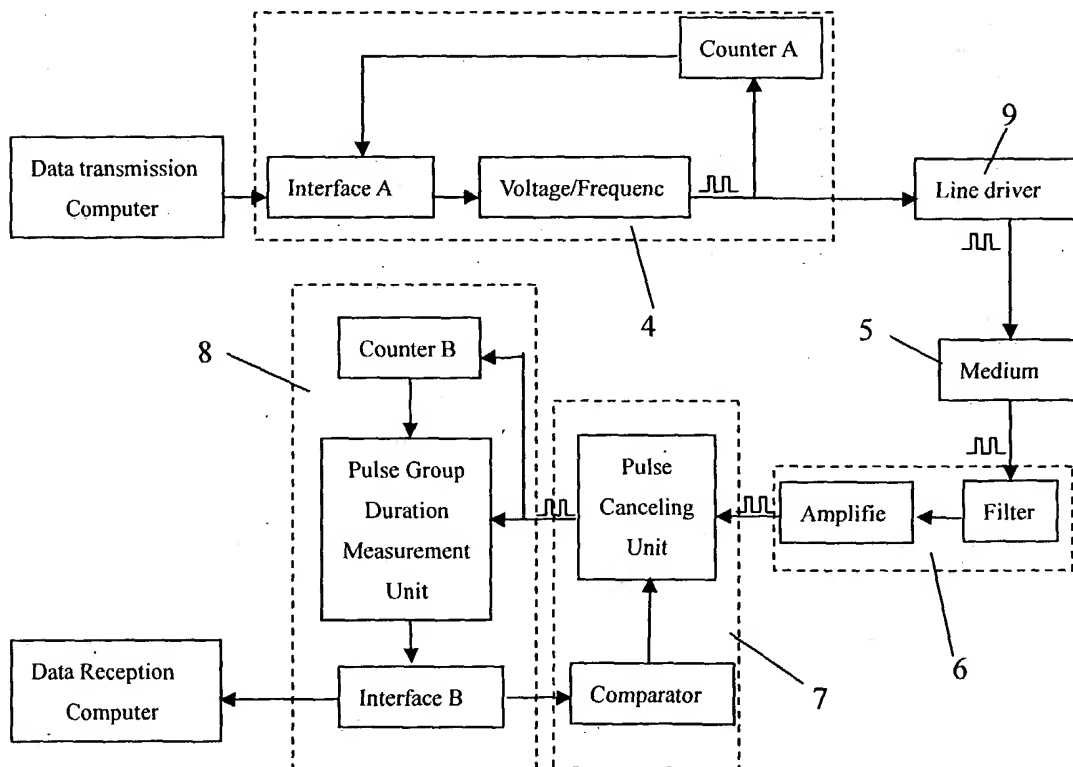 Counter A
9
Data transmission
Computer
Interface A
Voltage/Frequenc
Line driver
4
5
Medium
8
Counter B
Pulse Group
Duration
Measurement
Unit
Pulse
Canceling
Unit
Amplifie
Filter
6
Data Reception
Computer
Interface B
Comparator
7